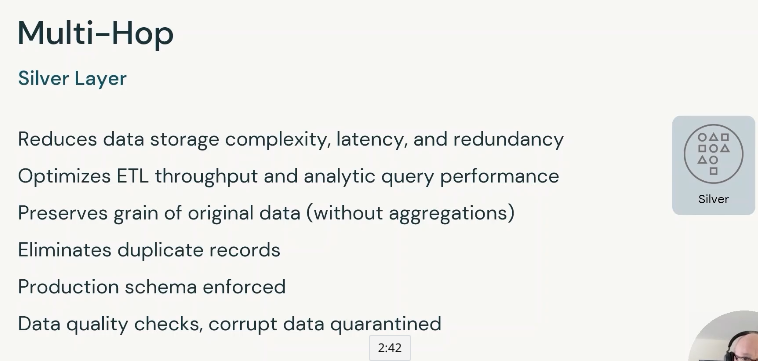 Multi-Hop
Silver Layer
Reduces data storage complexity, latency, and redundancy
Optimizes ETL throughput and analytic query performance
Preserves grain of original data (without aggregations)
Eliminates duplicate records
Production schema enforced
Data quality checks, corrupt data quarantined
Silver
2:42